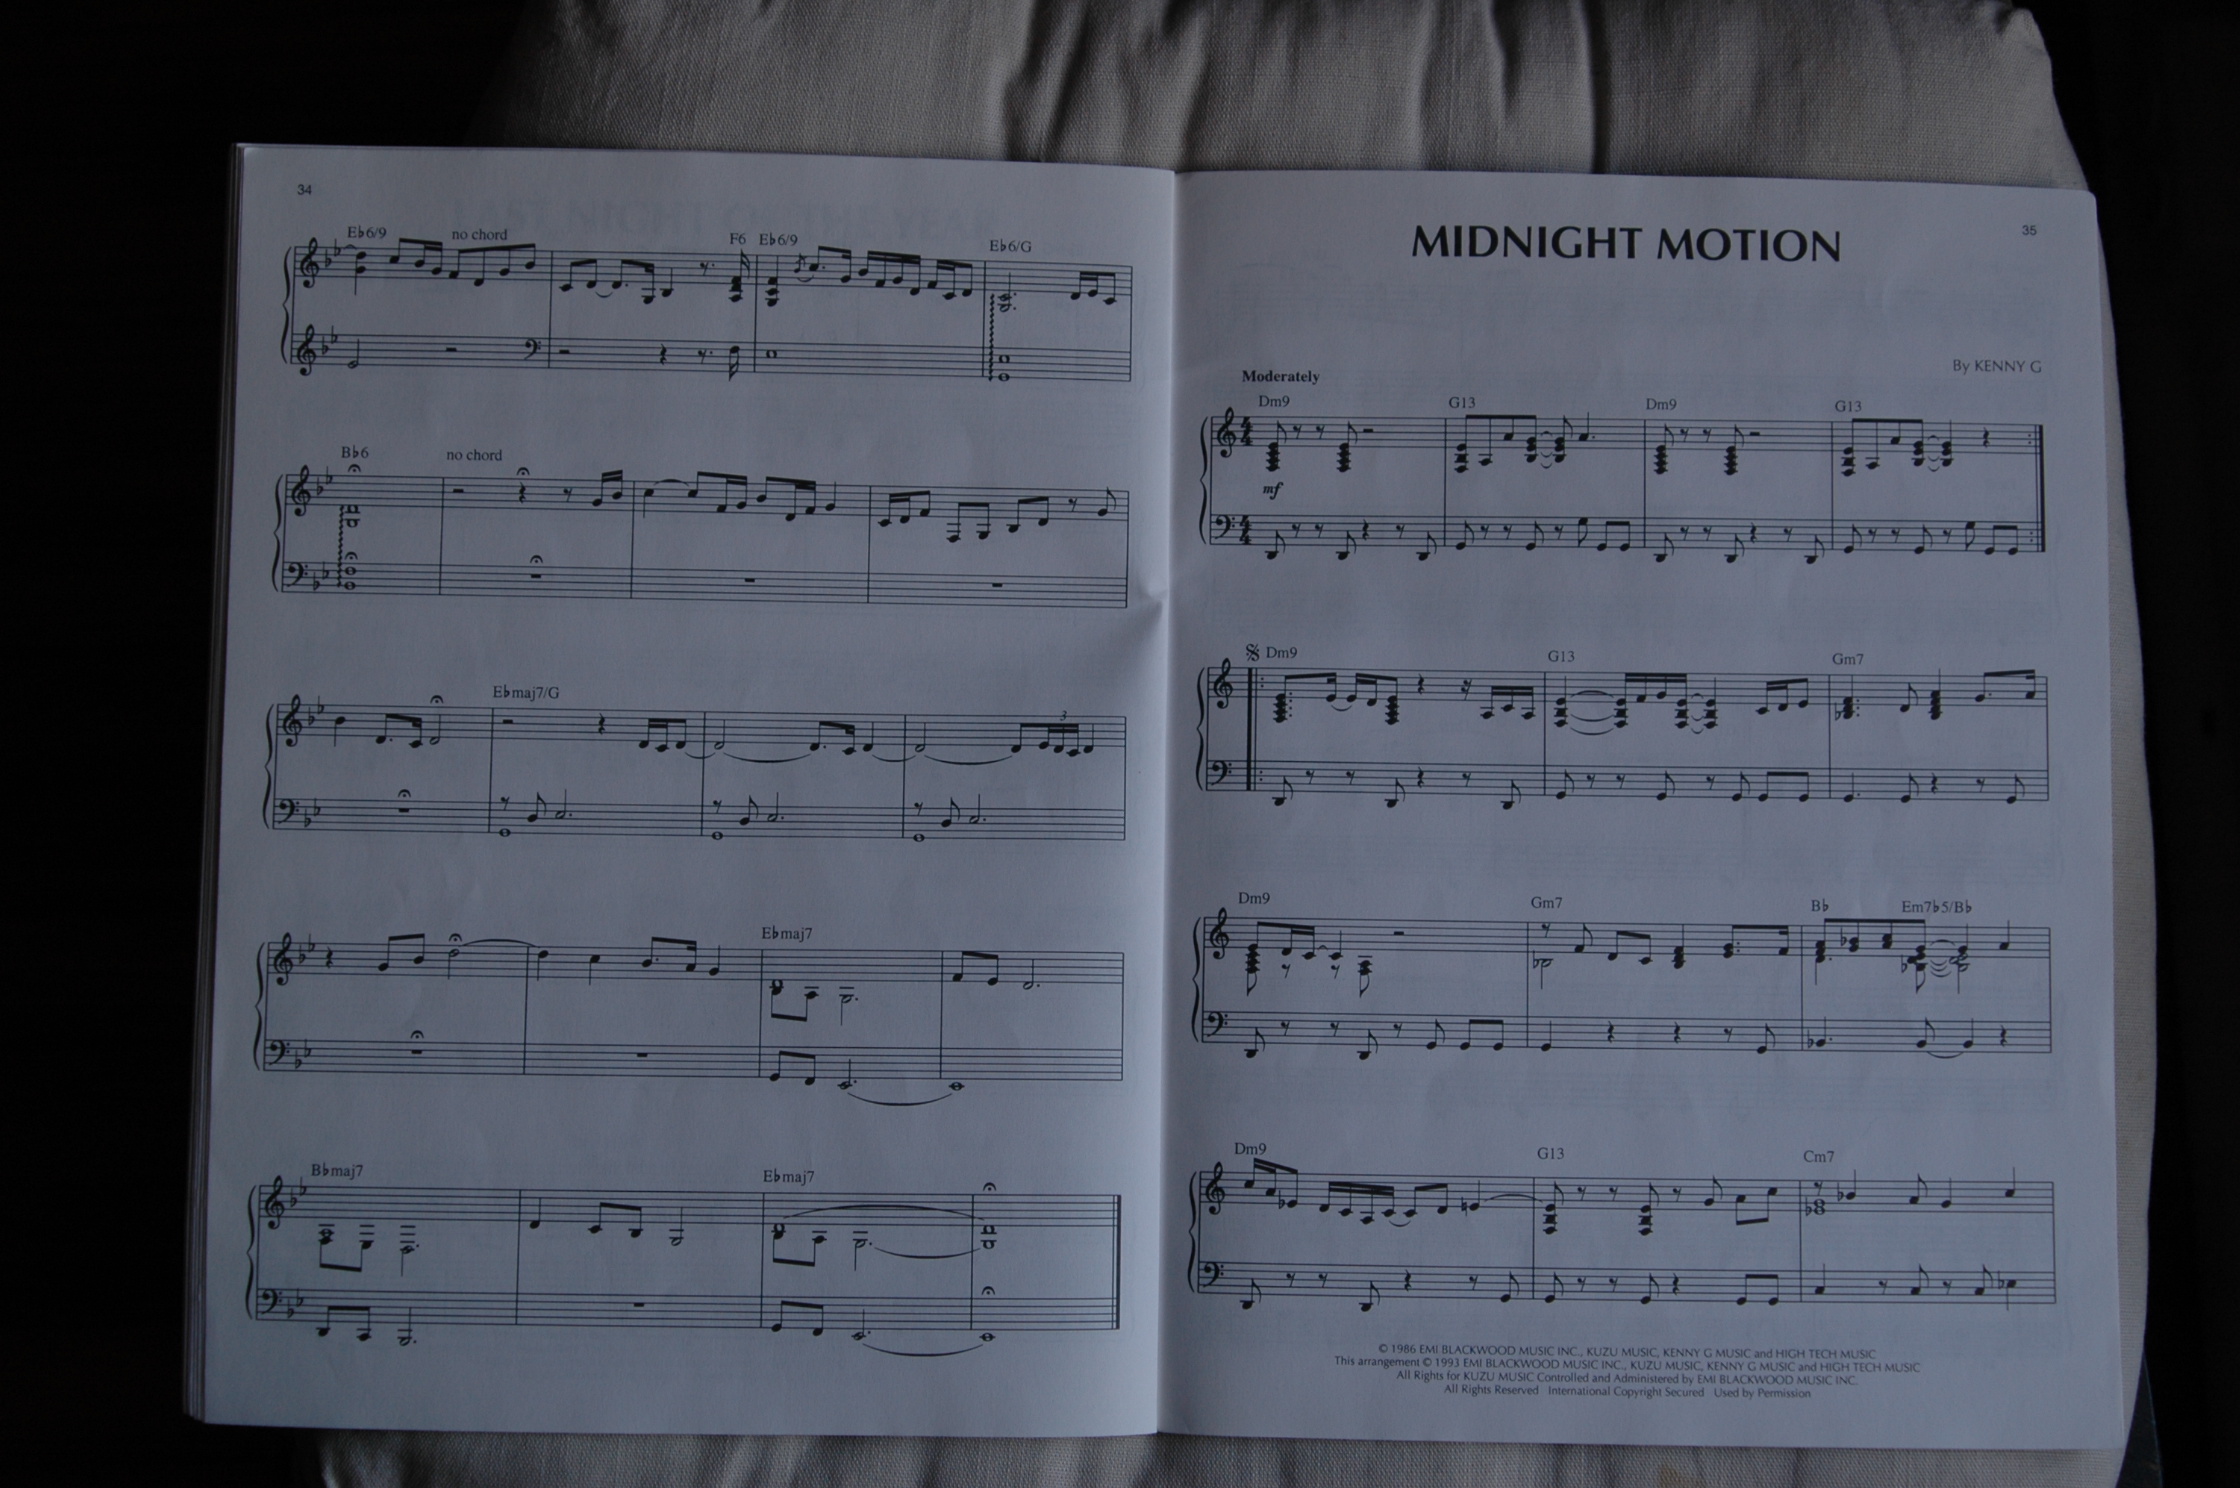 34
E♭6/9 no chord F6 E♭6/9 E♭6/G
B♭6 no chord
E♭maj7/G
3
E♭maj7
B♭maj7 E♭maj7
35
MIDNIGHT MOTION
By KENNY G
Moderately
Dm9 G13 Dm9 G13
mf
Dm9 G13 Gm7
Dm9 Gm7 B♭ Em7♭5/B♭
Dm9 G13 Cm7
© 1986 EMI BLACKWOOD MUSIC INC., KUZU MUSIC, KENNY G MUSIC and HIGH TECH MUSIC
This arrangement © 1993 EMI BLACKWOOD MUSIC INC., KUZU MUSIC, KENNY G MUSIC and HIGH TECH MUSIC
All Rights for KUZU MUSIC Controlled and Administered by EMI BLACKWOOD MUSIC INC.
All Rights Reserved International Copyright Secured Used by Permission